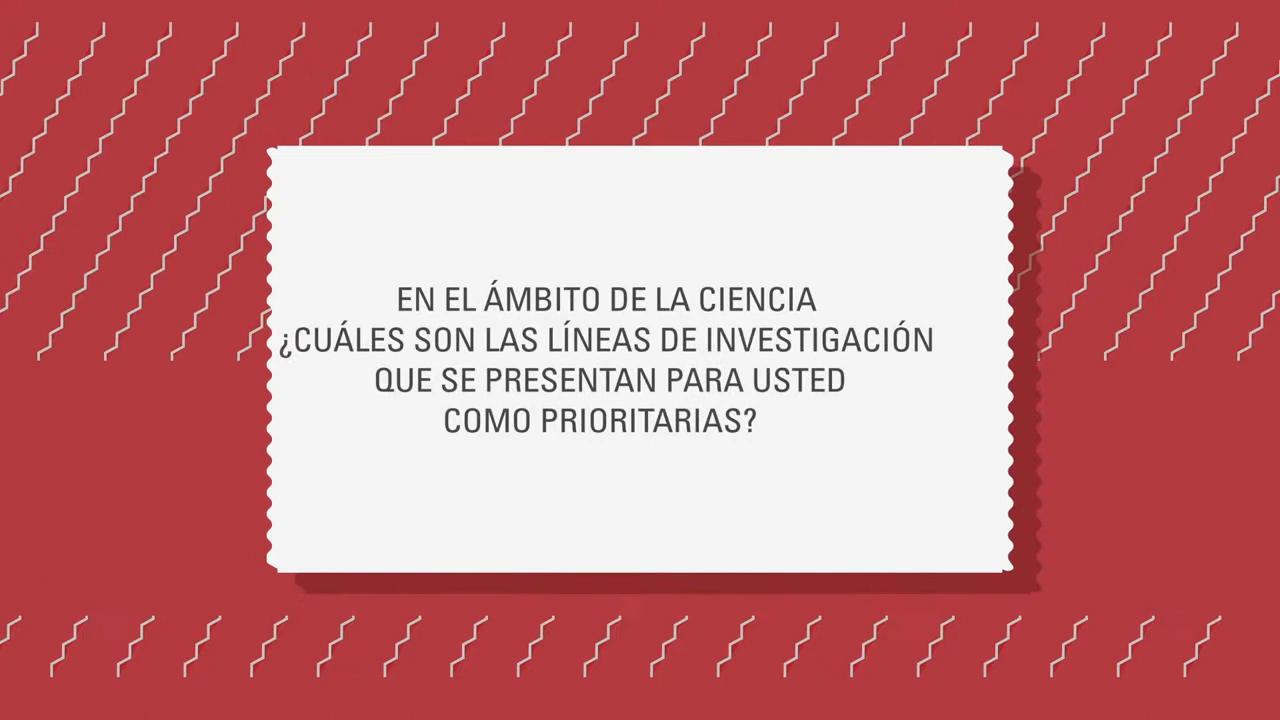 EN EL ÁMBITO DE LA CIENCIA
¿CUÁLES SON LAS LÍNEAS DE INVESTIGACIÓN
QUE SE PRESENTAN PARA USTED
COMO PRIORITARIAS?